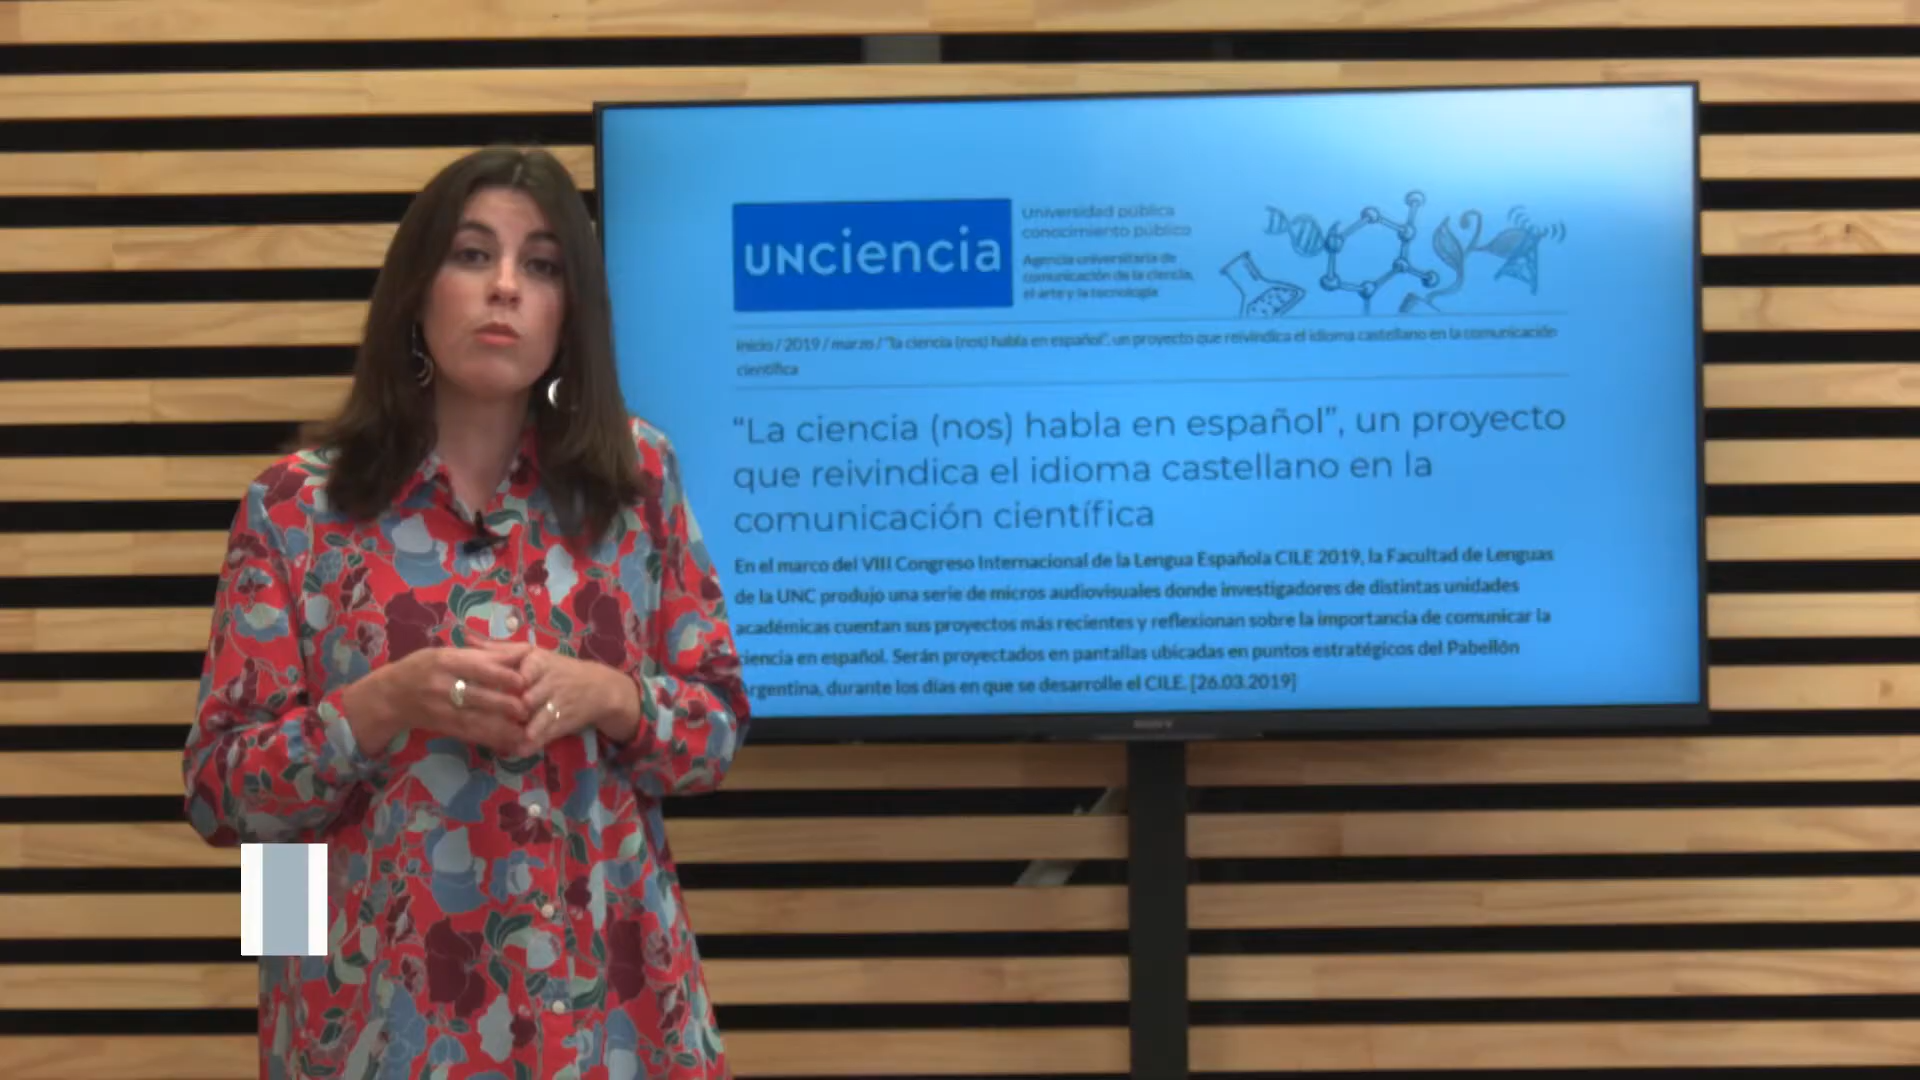 UNCiencia
Universidad pública
conocimiento público
Agencia universitaria de
comunicación de la ciencia,
el arte y la tecnología
Inicio / 2019 / marzo / "la ciencia (nos) habla en español", un proyecto que reivindica el idioma castellano en la comunicación
científica
“La ciencia (nos) habla en español”, un proyecto
que reivindica el idioma castellano en la
comunicación científica
En el marco del VIII Congreso Internacional de la Lengua Española CILE 2019, la Facultad de Lenguas
de la UNC produjo una serie de micros audiovisuales donde investigadores de distintas unidades
académicas cuentan sus proyectos más recientes y reflexionan sobre la importancia de comunicar la
ciencia en español. Serán proyectados en pantallas ubicadas en puntos estratégicos del Pabellón
rgentina, durante los días en que se desarrolle el CILE. [26.03.2019]
SONY